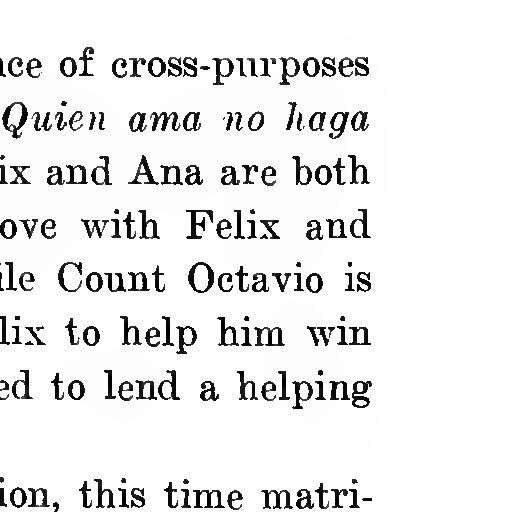 nce of cross-purposes
Quien ama no haga
ix and Ana are both
ove with Felix and
ile Count Octavio is
lix to help him win
ed to lend a helping
ion, this time matri-